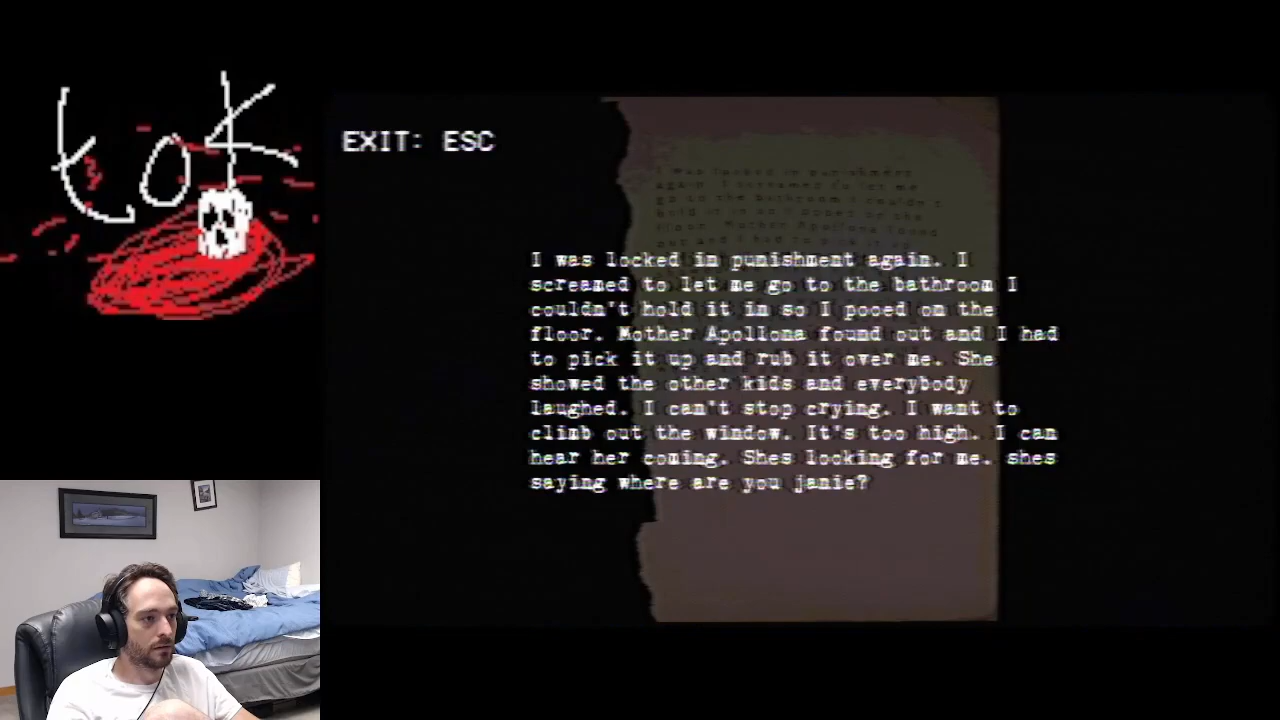 tok
EXIT: ESC
I was locked in punishment again. I
screamed to let me go to the bathroom I
couldn't hold it in so I pooed on the
floor. Mother Apollona found out and I had
to pick it up and rub it over me. She
showed the other kids and everybody
laughed. I can't stop crying. I want to
climb out the window. It's too high. I can
hear her coming. Shes looking for me. shes
saying where are you janie?